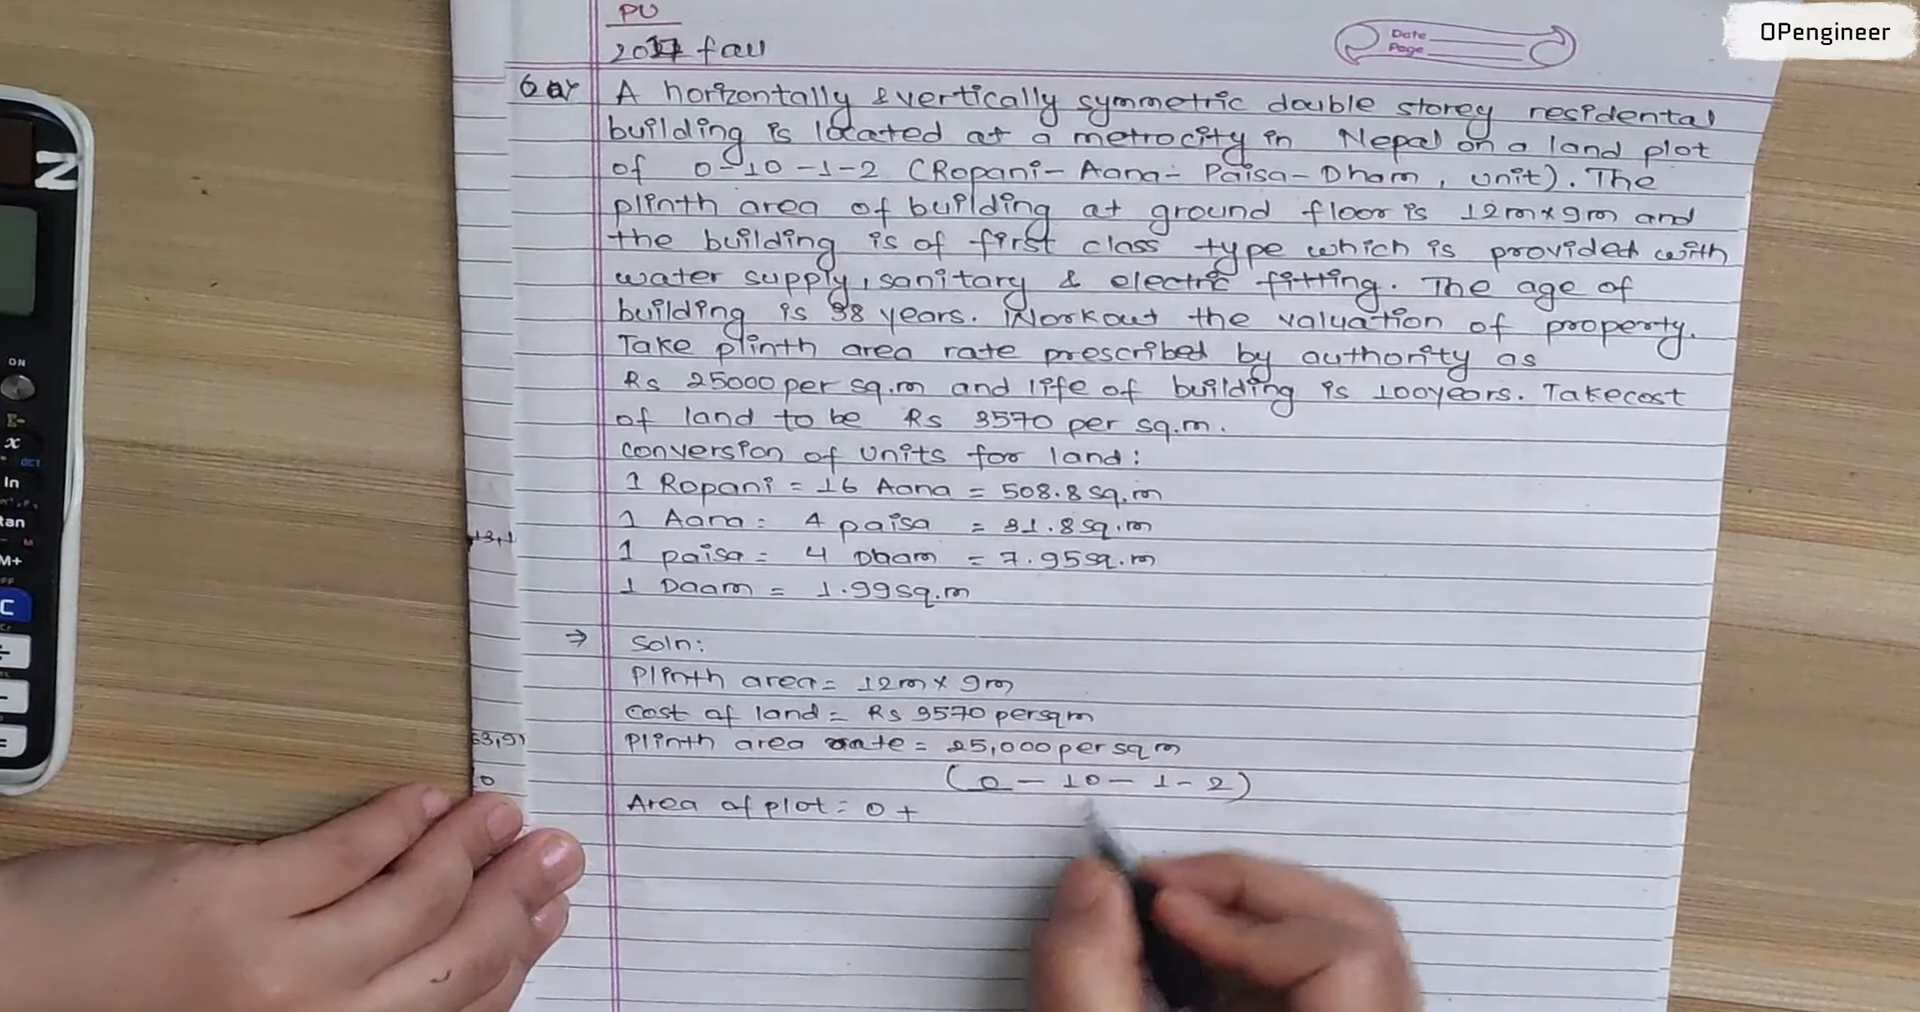 PU
2017 fall
Date
Page
OPengineer
6 a) A horizontally & vertically symmetric double storey residental
building is located at a metrocity in Nepal on a land plot
of 0-10-1-2 (Ropani-Aana-Paisa-Dham, unit). The
plinth area of building at ground floor is 12m×9m and
the building is of first class type which is provided with
water supply, sanitary & electric fitting. The age of
building is 38 years. Workout the valuation of property.
Take plinth area rate prescribed by authority as
Rs 25000 per sq.m and life of building is 100years. Take cost
of land to be Rs 3570 per sq.m.
Conversion of units for land:
1 Ropani = 16 Aana = 508.8 sq.m
1 Aana = 4 paisa = 31.8 sq.m
1 paisa = 4 Dham = 7.95 sq.m
1 Daam = 1.99 sq.m
⇒ Soln:
Plinth area = 12m × 9m
Cost of land = Rs 3570 per sq m
Plinth area rate = 25,000 per sq m
(0 - 10 - 1 - 2)
Area of plot = 0 +
ON
x
In
tan
M+
C